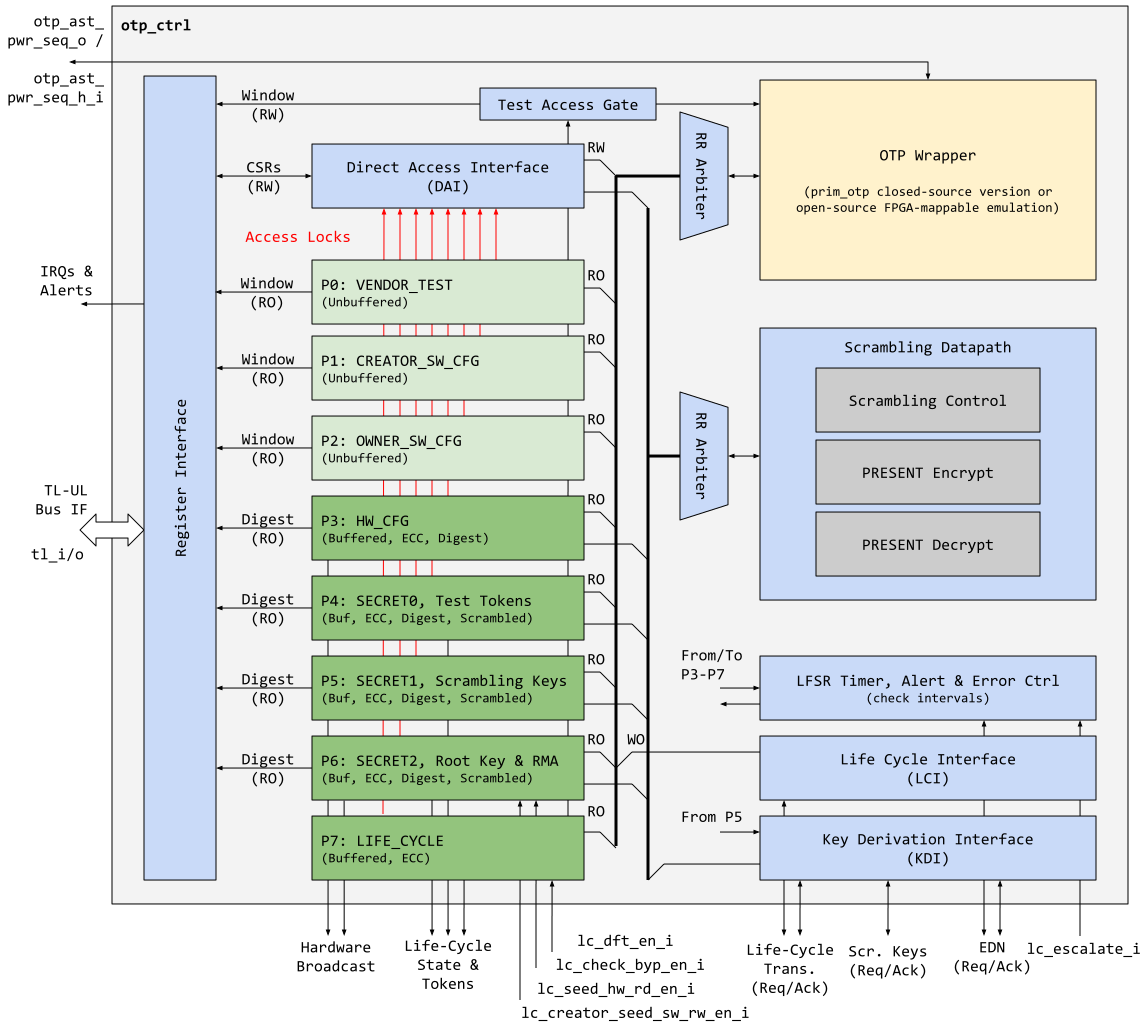 otp_ast_
pwr_seq_o /
otp_ctrl
otp_ast_
pwr_seq_h_i
Window
(RW)
Test Access Gate
CSRs
(RW)
Direct Access Interface
(DAI)
RW
RR Arbiter
OTP Wrapper
(prim_otp closed-source version or
open-source FPGA-mappable emulation)
Access Locks
IRQs &
Alerts
Window
(RO)
P0: VENDOR_TEST
(Unbuffered)
RO
Window
(RO)
P1: CREATOR_SW_CFG
(Unbuffered)
RO
Window
(RO)
P2: OWNER_SW_CFG
(Unbuffered)
RO
Register Interface
TL-UL
Bus IF
tl_i/o
Digest
(RO)
P3: HW_CFG
(Buffered, ECC, Digest)
RO
Digest
(RO)
P4: SECRET0, Test Tokens
(Buf, ECC, Digest, Scrambled)
RO
Digest
(RO)
P5: SECRET1, Scrambling Keys
(Buf, ECC, Digest, Scrambled)
RO
Digest
(RO)
P6: SECRET2, Root Key & RMA
(Buf, ECC, Digest, Scrambled)
RO
WO
P7: LIFE_CYCLE
(Buffered, ECC)
RO
RR Arbiter
Scrambling Datapath
Scrambling Control
PRESENT Encrypt
PRESENT Decrypt
From/To
P3-P7
LFSR Timer, Alert & Error Ctrl
(check intervals)
Life Cycle Interface
(LCI)
From P5
Key Derivation Interface
(KDI)
Hardware
Broadcast
Life-Cycle
State &
Tokens
lc_dft_en_i
lc_check_byp_en_i
lc_seed_hw_rd_en_i
lc_creator_seed_sw_rw_en_i
Life-Cycle
Trans.
(Req/Ack)
Scr. Keys
(Req/Ack)
EDN
(Req/Ack)
lc_escalate_i